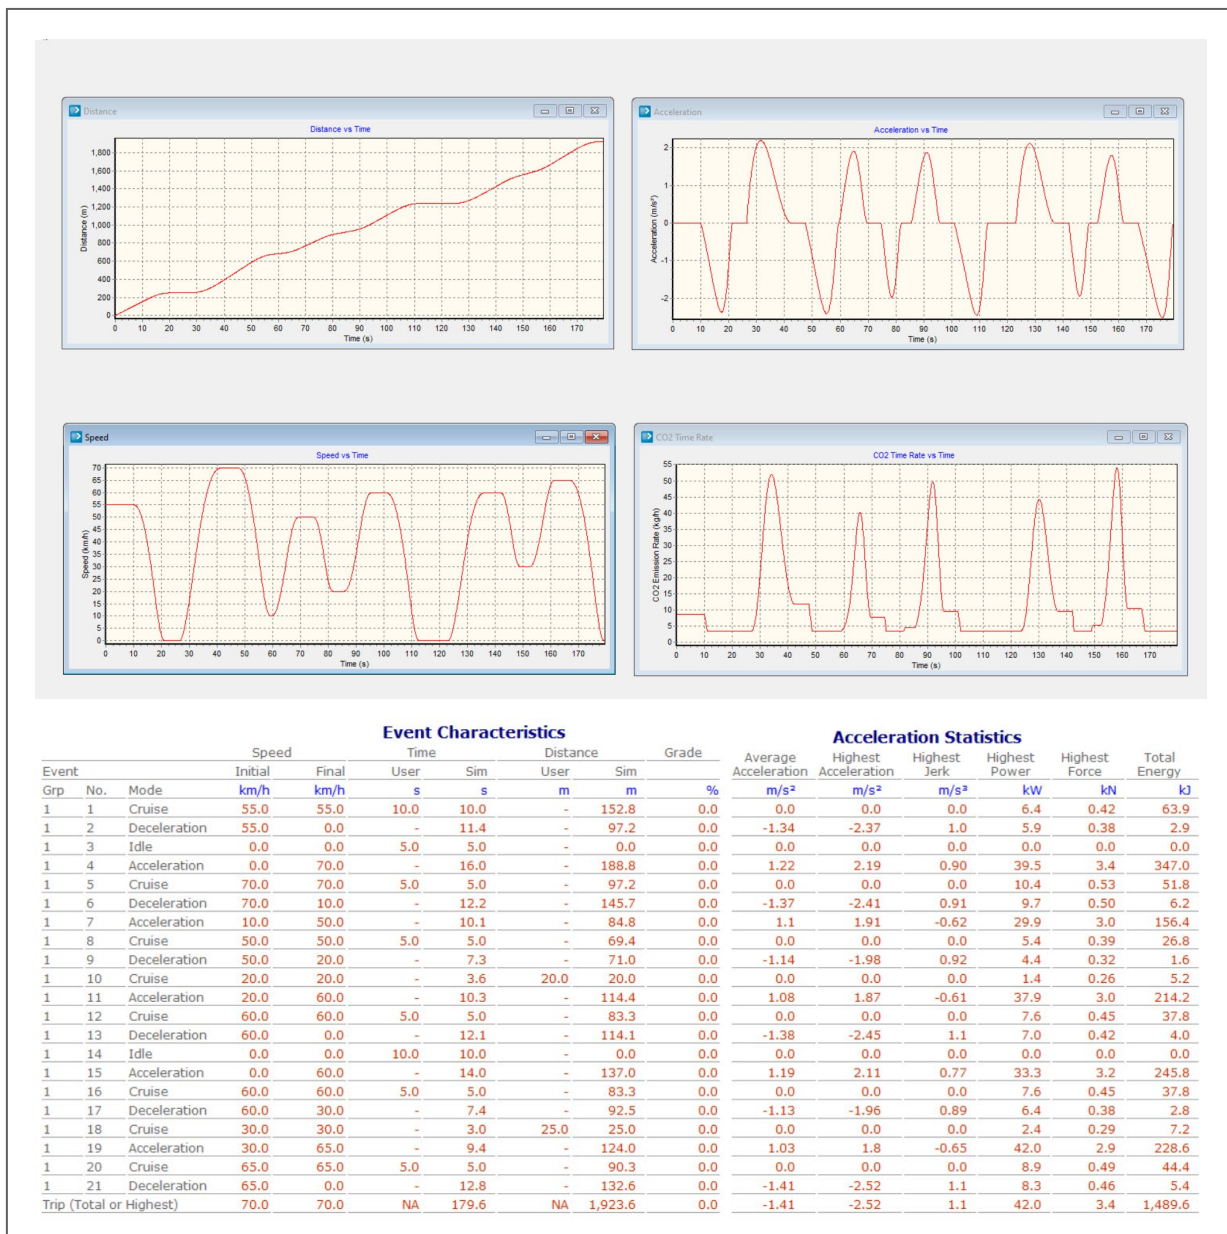 Distance
Distance vs Time
Distance (m)
1,800
1,600
1,400
1,200
1,000
800
600
400
200
0
0 10 20 30 40 50 60 70 80 90 100 110 120 130 140 150 160 170
Time (s)
Acceleration
Acceleration vs Time
Acceleration (m/s²)
2
1
0
-1
-2
0 10 20 30 40 50 60 70 80 90 100 110 120 130 140 150 160 170
Time (s)
Speed
Speed vs Time
Speed (km/h)
70
65
60
55
50
45
40
35
30
25
20
15
10
5
0
0 10 20 30 40 50 60 70 80 90 100 110 120 130 140 150 160 170
Time (s)
CO2 Time Rate
CO2 Time Rate vs Time
CO2 Emission Rate (kg/h)
55
50
45
40
35
30
25
20
15
10
5
0
0 10 20 30 40 50 60 70 80 90 100 110 120 130 140 150 160 170
Time (s)
Event Characteristics Acceleration Statistics
Speed Time Distance Grade Average Highest Highest Highest Highest Total
Event Initial Final User Sim User Sim Acceleration Acceleration Jerk Power Force Energy
Grp No. Mode km/h km/h s s m m % m/s² m/s² m/s³ kW kN kJ
1 1 Cruise 55.0 55.0 10.0 10.0 - 152.8 0.0 0.0 0.0 0.0 6.4 0.42 63.9
1 2 Deceleration 55.0 0.0 - 11.4 - 97.2 0.0 -1.34 -2.37 1.0 5.9 0.38 2.9
1 3 Idle 0.0 0.0 5.0 5.0 - 0.0 0.0 0.0 0.0 0.0 0.0 0.0 0.0
1 4 Acceleration 0.0 70.0 - 16.0 - 188.8 0.0 1.22 2.19 0.90 39.5 3.4 347.0
1 5 Cruise 70.0 70.0 5.0 5.0 - 97.2 0.0 0.0 0.0 0.0 10.4 0.53 51.8
1 6 Deceleration 70.0 10.0 - 12.2 - 145.7 0.0 -1.37 -2.41 0.91 9.7 0.50 6.2
1 7 Acceleration 10.0 50.0 - 10.1 - 84.8 0.0 1.1 1.91 -0.62 29.9 3.0 156.4
1 8 Cruise 50.0 50.0 5.0 5.0 - 69.4 0.0 0.0 0.0 0.0 5.4 0.39 26.8
1 9 Deceleration 50.0 20.0 - 7.3 - 71.0 0.0 -1.14 -1.98 0.92 4.4 0.32 1.6
1 10 Cruise 20.0 20.0 - 3.6 20.0 20.0 0.0 0.0 0.0 0.0 1.4 0.26 5.2
1 11 Acceleration 20.0 60.0 - 10.3 - 114.4 0.0 1.08 1.87 -0.61 37.9 3.0 214.2
1 12 Cruise 60.0 60.0 5.0 5.0 - 83.3 0.0 0.0 0.0 0.0 7.6 0.45 37.8
1 13 Deceleration 60.0 0.0 - 12.1 - 114.1 0.0 -1.38 -2.45 1.1 7.0 0.42 4.0
1 14 Idle 0.0 0.0 10.0 10.0 - 0.0 0.0 0.0 0.0 0.0 0.0 0.0 0.0
1 15 Acceleration 0.0 60.0 - 14.0 - 137.0 0.0 1.19 2.11 0.77 33.3 3.2 245.8
1 16 Cruise 60.0 60.0 5.0 5.0 - 83.3 0.0 0.0 0.0 0.0 7.6 0.45 37.8
1 17 Deceleration 60.0 30.0 - 7.4 - 92.5 0.0 -1.13 -1.96 0.89 6.4 0.38 2.8
1 18 Cruise 30.0 30.0 - 3.0 25.0 25.0 0.0 0.0 0.0 0.0 2.4 0.29 7.2
1 19 Acceleration 30.0 65.0 - 9.4 - 124.0 0.0 1.03 1.8 -0.65 42.0 2.9 228.6
1 20 Cruise 65.0 65.0 5.0 5.0 - 90.3 0.0 0.0 0.0 0.0 8.9 0.49 44.4
1 21 Deceleration 65.0 0.0 - 12.8 - 132.6 0.0 -1.41 -2.52 1.1 8.3 0.46 5.4
Trip (Total or Highest) 70.0 70.0 NA 179.6 NA 1,923.6 0.0 -1.41 -2.52 1.1 42.0 3.4 1,489.6